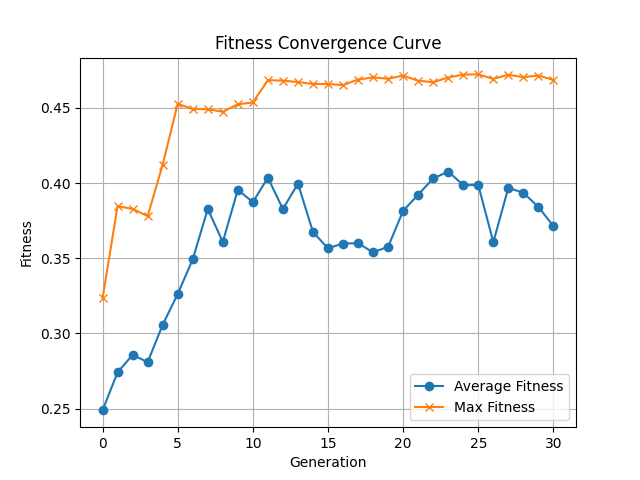 Fitness Convergence Curve
Fitness
0.45
0.40
0.35
0.30
0.25
0 5 10 15 20 25 30
Generation
Average Fitness
Max Fitness